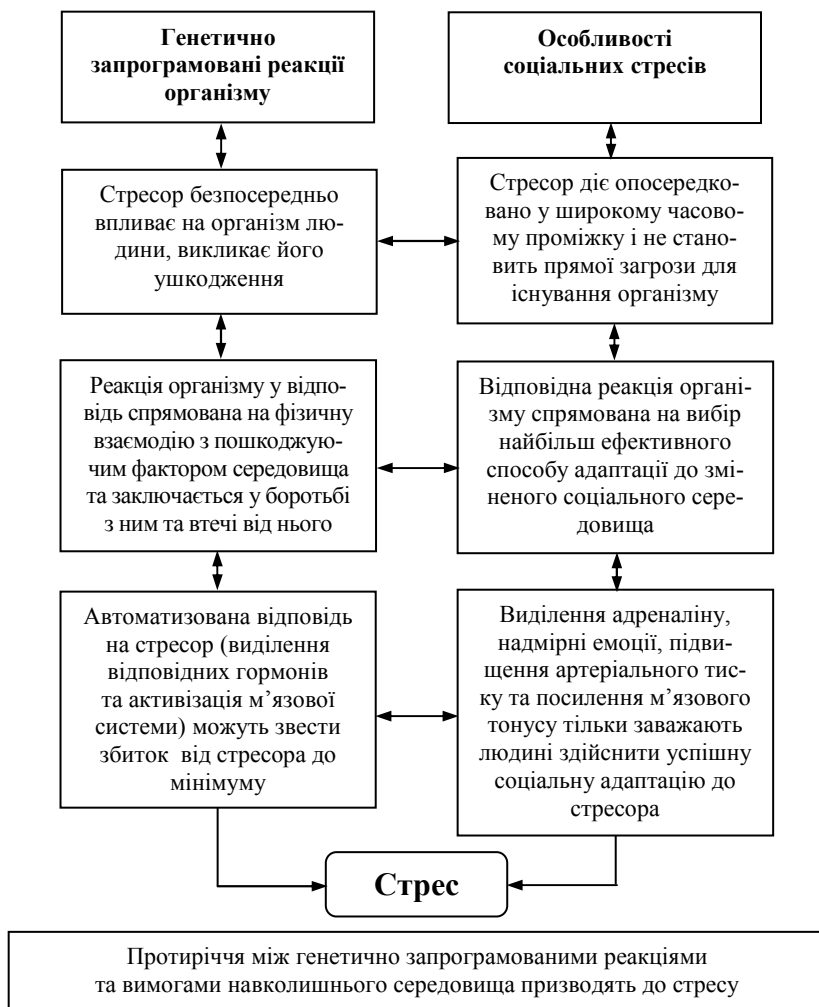 Генетично
запрограмовані реакції
організму
Особливості
соціальних стресів
Стресор безпосередньо
впливає на організм лю-
дини, викликає його
ушкодження
Стресор діє опосередко-
вано у широкому часово-
му проміжку і не стано-
вить прямої загрози для
існування організму
Реакція організму у відпо-
відь спрямована на фізичну
взаємодію з пошкоджую-
чим фактором середовища
та заключається у боротьбі
з ним та втечі від нього
Відповідна реакція органі-
зму спрямована на вибір
найбільш ефективного
способу адаптації до змі-
неного соціального сере-
довища
Автоматизована відповідь
на стресор (виділення
відповідних гормонів
та активізація м’язової
системи) можуть звести
збиток від стресора до
мінімуму
Виділення адреналіну,
надмірні емоції, підви-
щення артеріального тис-
ку та посилення м’язового
тонусу тільки заважають
людині здійснити успішну
соціальну адаптацію до
стресора
Стрес
Протиріччя між генетично запрограмованими реакціями
та вимогами навколишнього середовища призводять до стресу